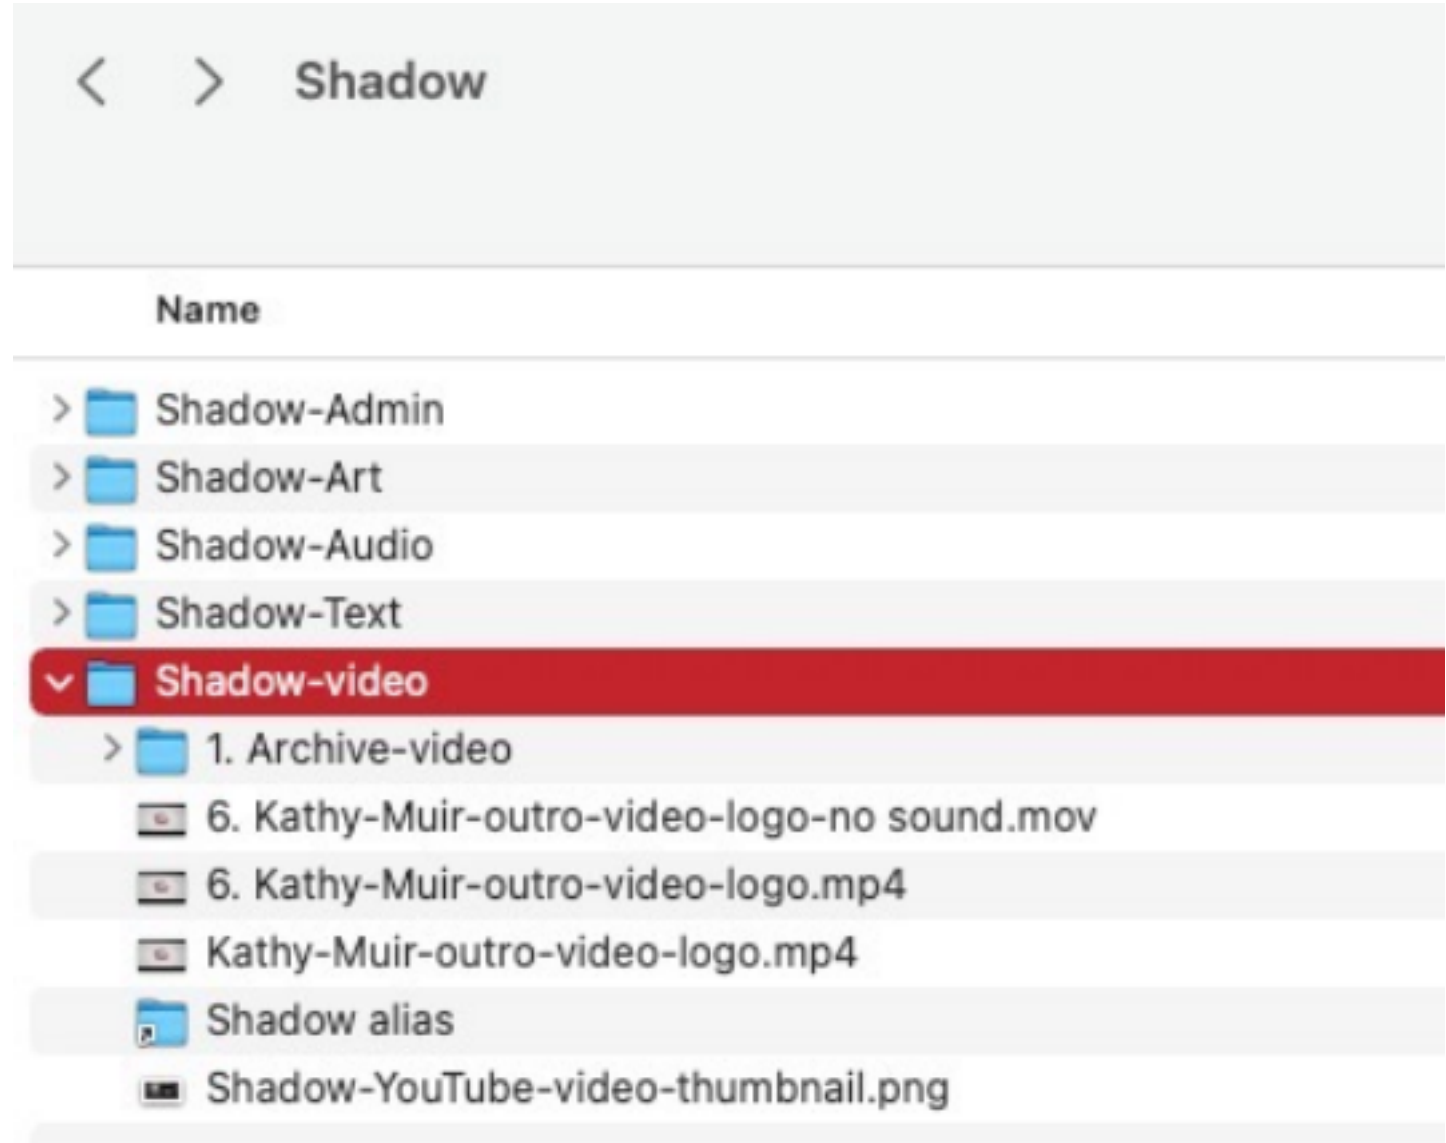 Shadow
Name
Shadow-Admin
Shadow-Art
Shadow-Audio
Shadow-Text
Shadow-video
1. Archive-video
6. Kathy-Muir-outro-video-logo-no sound.mov
6. Kathy-Muir-outro-video-logo.mp4
Kathy-Muir-outro-video-logo.mp4
Shadow alias
Shadow-YouTube-video-thumbnail.png